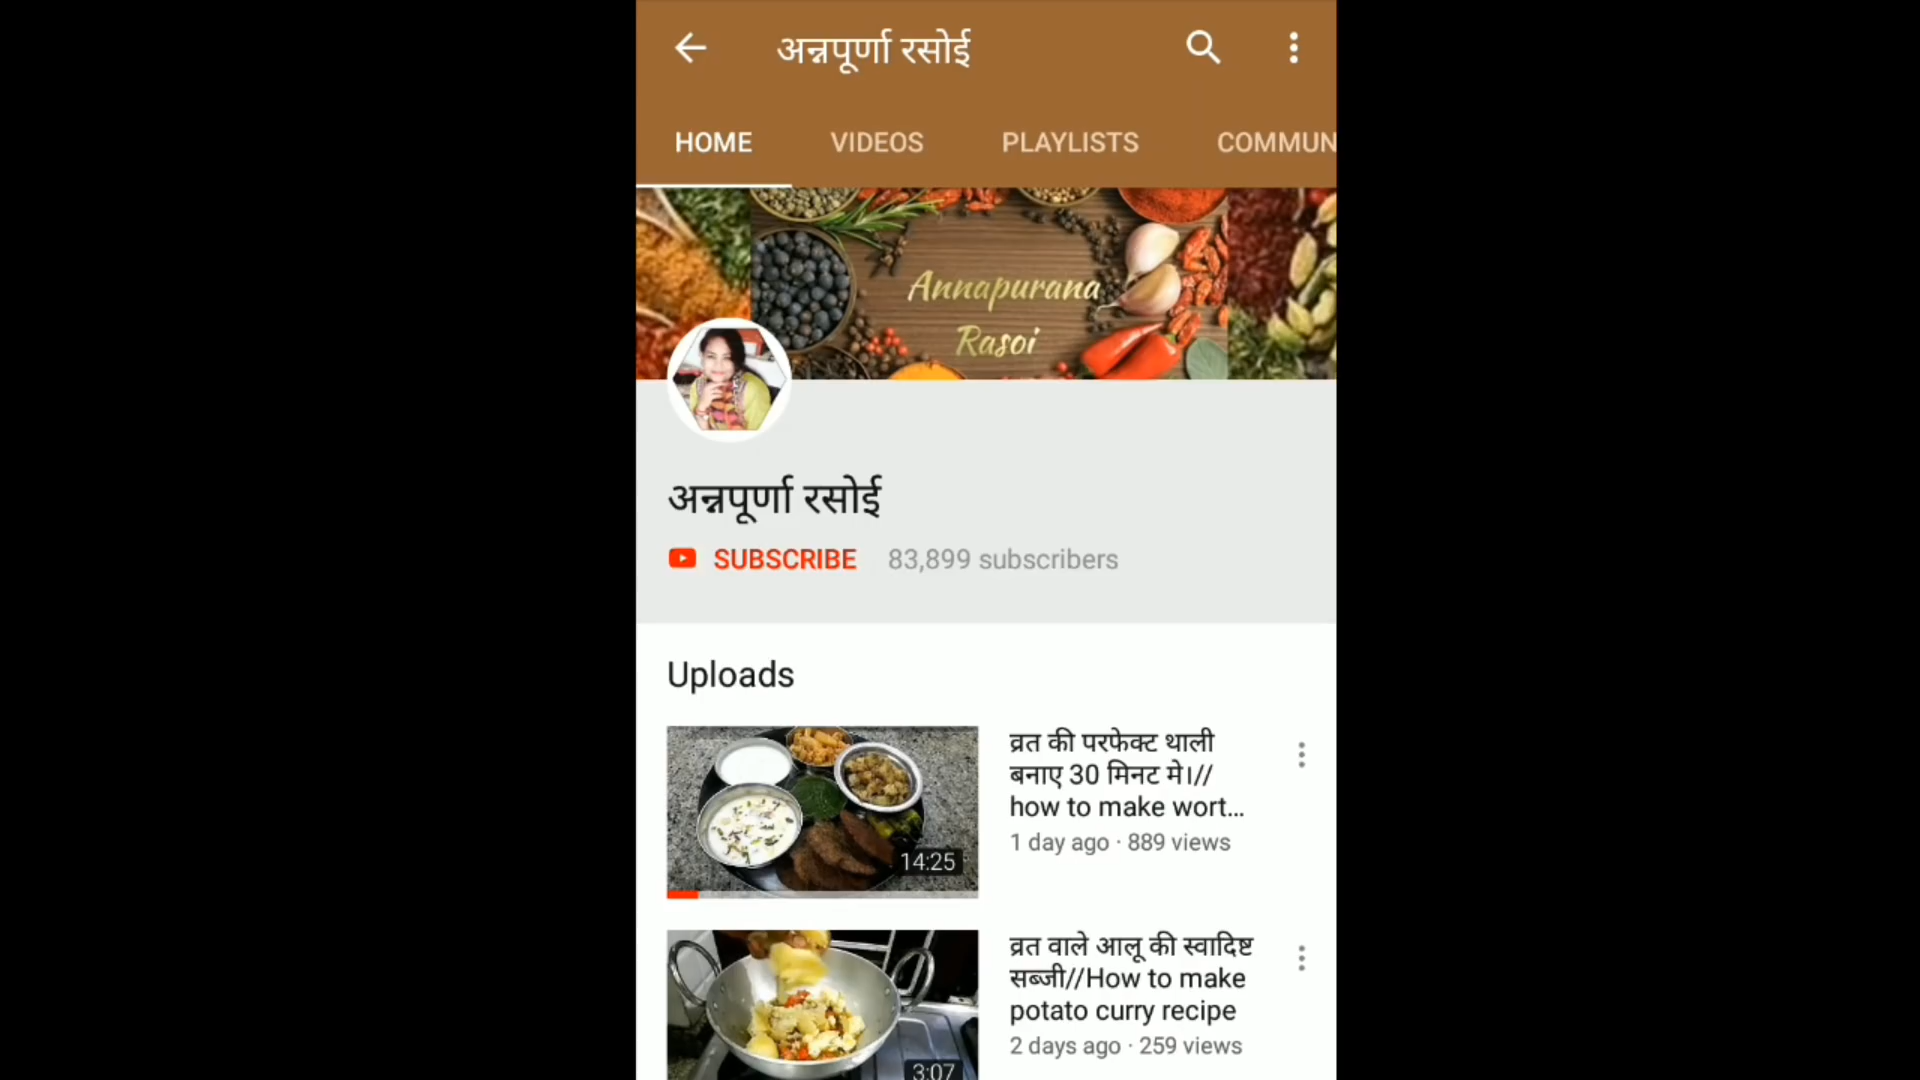 अन्नपूर्णा रसोई
HOME VIDEOS PLAYLISTS COMMUN
Annapurana
Rasoi
अन्नपूर्णा रसोई
SUBSCRIBE 83,899 subscribers
Uploads
व्रत की परफेक्ट थाली
बनाए 30 मिनट मे।//
how to make wort...
1 day ago · 889 views
14:25
व्रत वाले आलू की स्वादिष्ट
सब्जी//How to make
potato curry recipe
2 days ago · 259 views
3:07